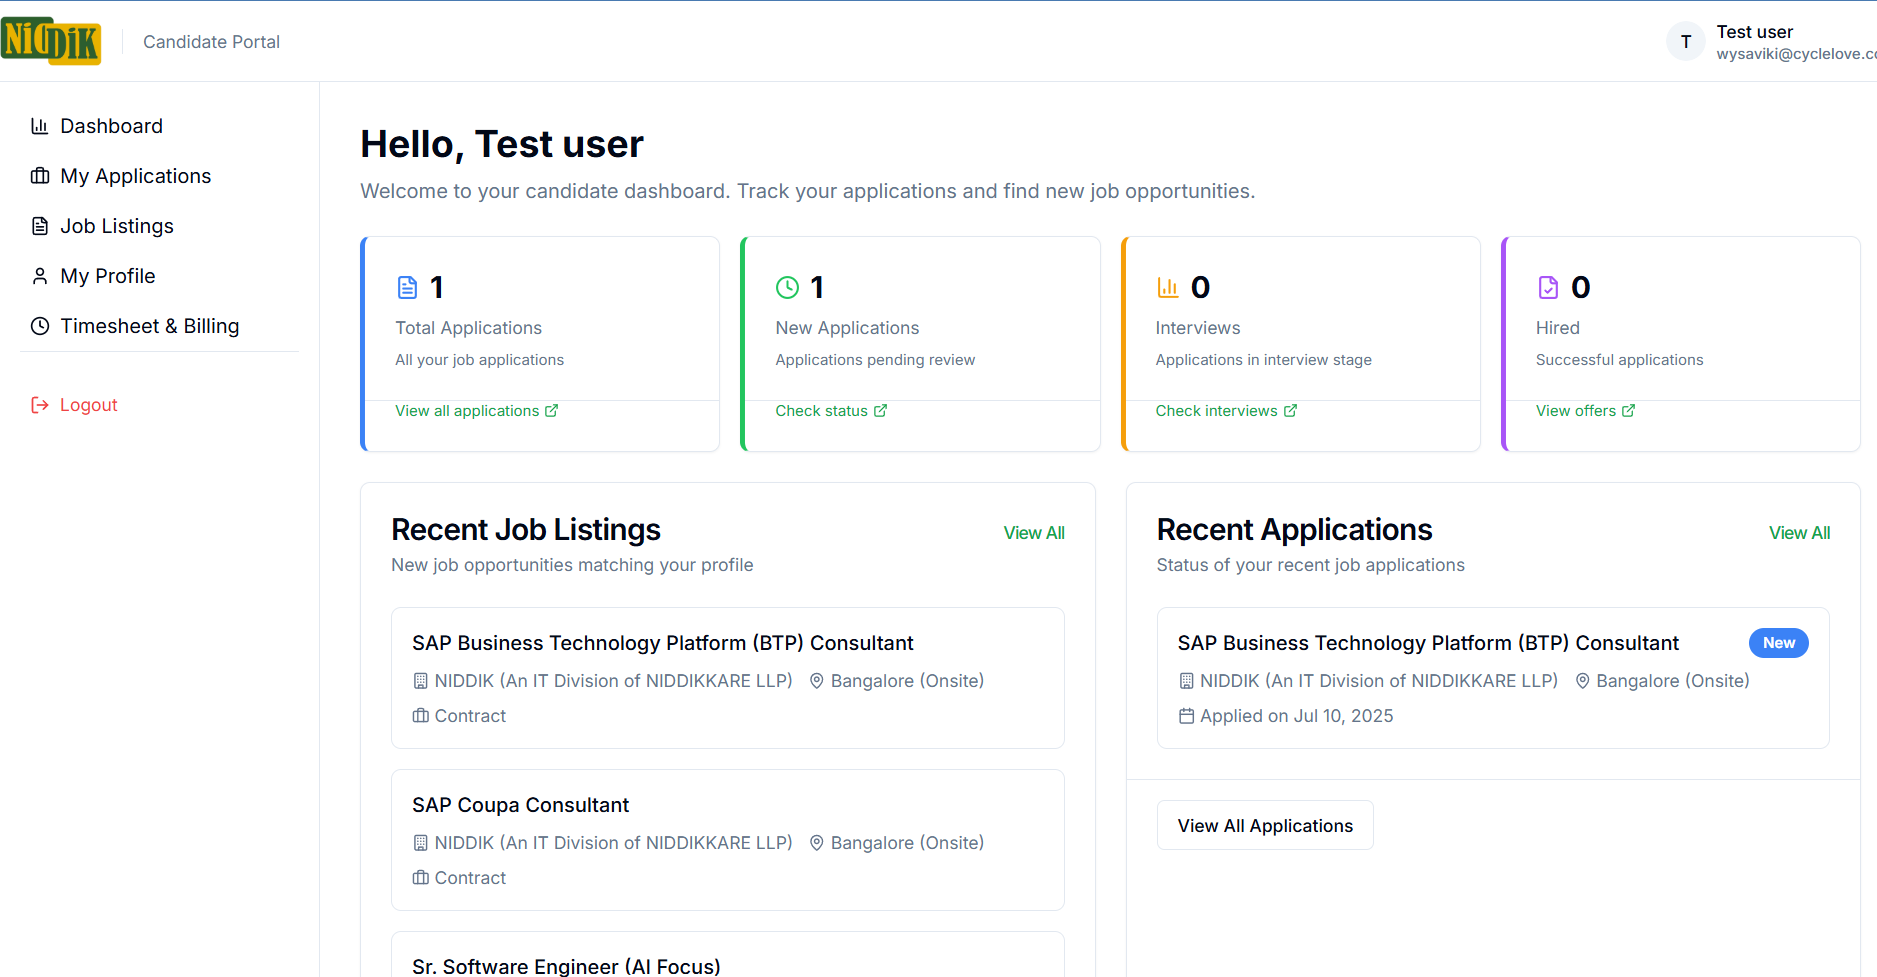 NiDDiK
Candidate Portal
T
Test user
wysaviki@cyclelove.cc
Dashboard
My Applications
Job Listings
My Profile
Timesheet & Billing
Logout
Hello, Test user
Welcome to your candidate dashboard. Track your applications and find new job opportunities.
1
Total Applications
All your job applications
View all applications
1
New Applications
Applications pending review
Check status
0
Interviews
Applications in interview stage
Check interviews
0
Hired
Successful applications
View offers
Recent Job Listings
View All
New job opportunities matching your profile
SAP Business Technology Platform (BTP) Consultant
NIDDIK (An IT Division of NIDDIKKARE LLP) Bangalore (Onsite)
Contract
SAP Coupa Consultant
NIDDIK (An IT Division of NIDDIKKARE LLP) Bangalore (Onsite)
Contract
Sr. Software Engineer (AI Focus)
Recent Applications
View All
Status of your recent job applications
SAP Business Technology Platform (BTP) Consultant
New
NIDDIK (An IT Division of NIDDIKKARE LLP) Bangalore (Onsite)
Applied on Jul 10, 2025
View All Applications